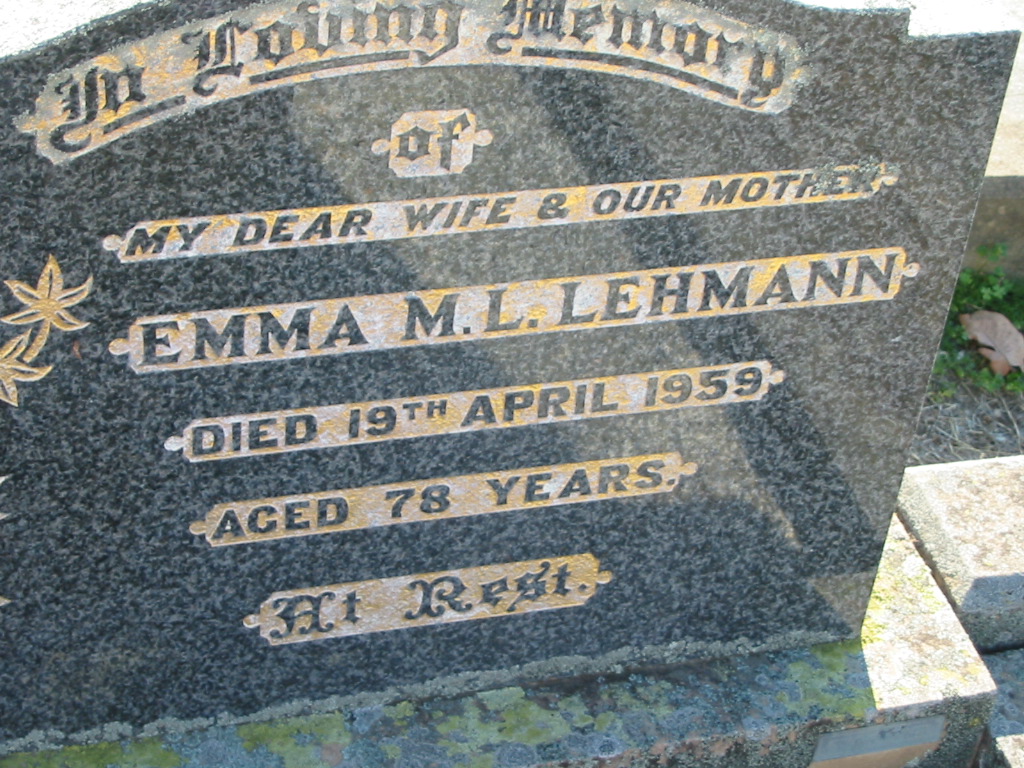 In Loving Memory
of
MY DEAR WIFE & OUR MOTHER
EMMA M. L. LEHMANN
DIED 19TH APRIL 1959
AGED 78 YEARS.
At Rest.